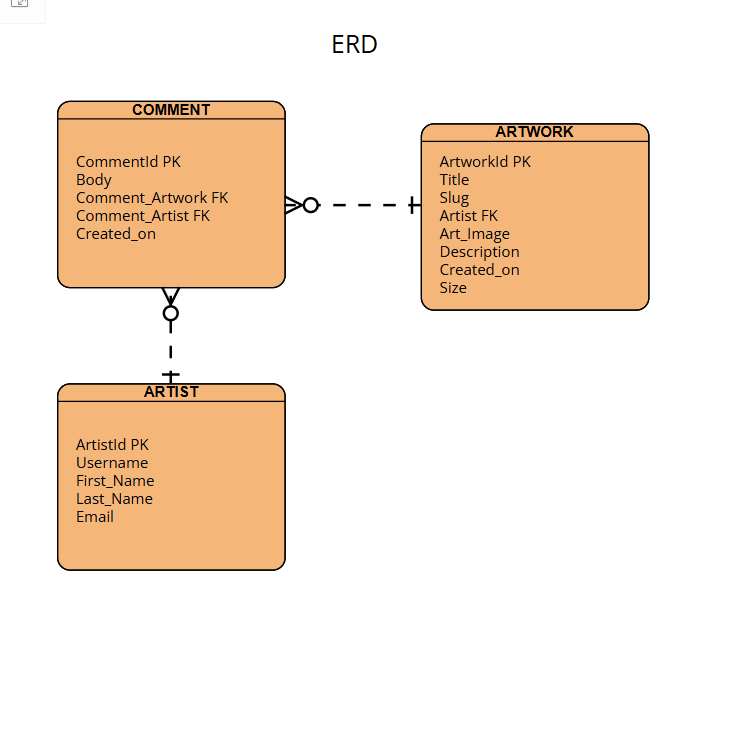 ERD
COMMENT
CommentId PK
Body
Comment_Artwork FK
Comment_Artist FK
Created_on
ARTWORK
ArtworkId PK
Title
Slug
Artist FK
Art_Image
Description
Created_on
Size
ARTIST
ArtistId PK
Username
First_Name
Last_Name
Email